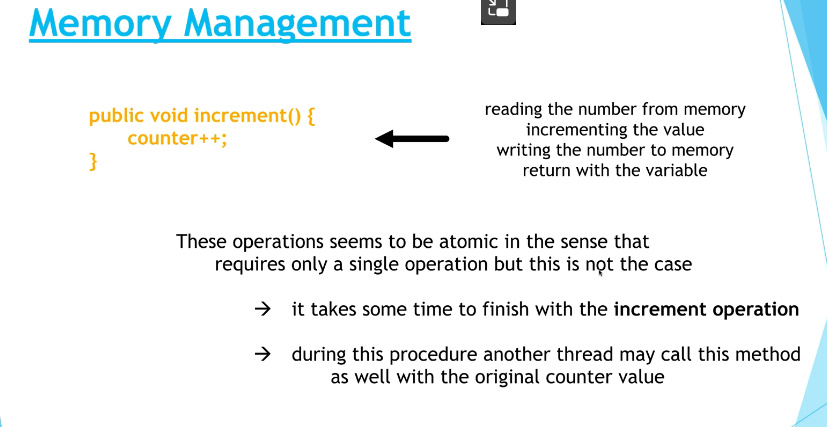 Memory Management
public void increment() {
counter++;
}
reading the number from memory
incrementing the value
writing the number to memory
return with the variable
These operations seems to be atomic in the sense that
requires only a single operation but this is not the case
→ it takes some time to finish with the increment operation
→ during this procedure another thread may call this method
as well with the original counter value